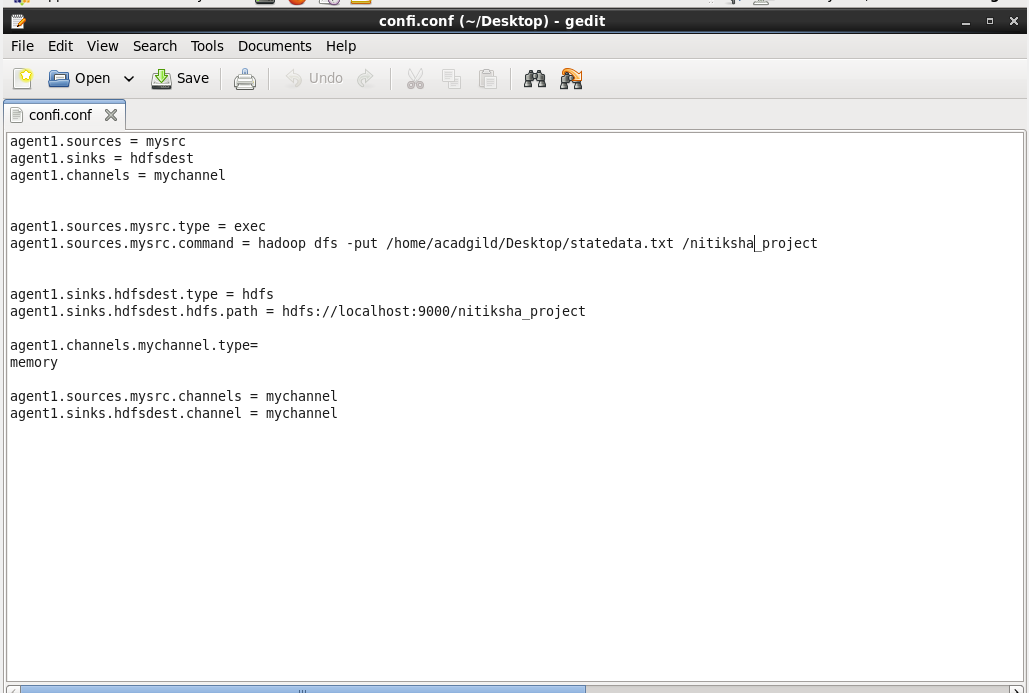 confi.conf (~/Desktop) - gedit
File Edit View Search Tools Documents Help
Open Save Undo
confi.conf
agent1.sources = mysrc
agent1.sinks = hdfsdest
agent1.channels = mychannel
agent1.sources.mysrc.type = exec
agent1.sources.mysrc.command = hadoop dfs -put /home/acadgild/Desktop/statedata.txt /nitiksha_project
agent1.sinks.hdfsdest.type = hdfs
agent1.sinks.hdfsdest.hdfs.path = hdfs://localhost:9000/nitiksha_project
agent1.channels.mychannel.type=
memory
agent1.sources.mysrc.channels = mychannel
agent1.sinks.hdfsdest.channel = mychannel